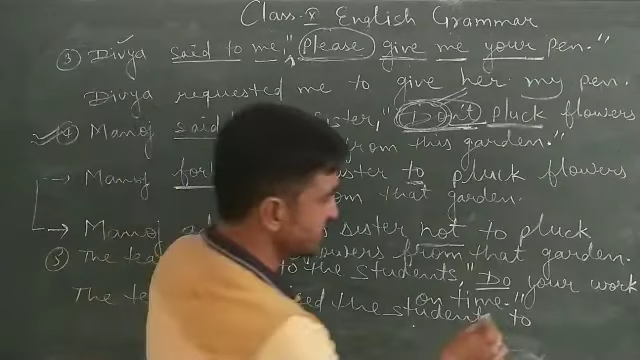 Class X English Grammar
③ Divya said to me, "Please give me your pen."
Divya requested me to give her my pen.
④ Manoj said sister, "Don't pluck flowers
from this garden."
Manoj for sister to pluck flowers
from that garden.
Manoj sister not to pluck
flowers from that garden.
⑤ The to the students, "Do your work
on time."
The the students to